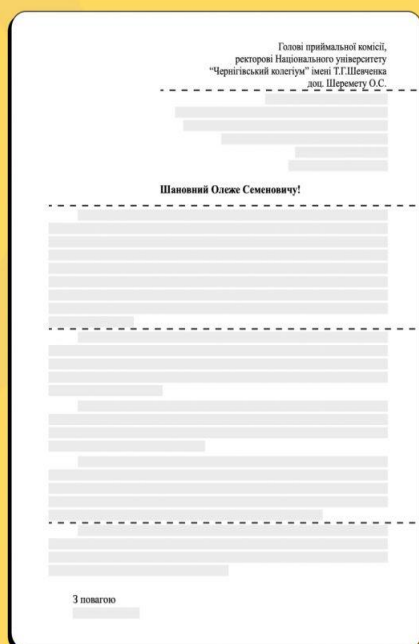 Голові приймальної комісії,
ректорові Національного університету
“Чернігівський колегіум” імені Т.Г.Шевченка
доц. Шеремету О.С.
Шановний Олеже Семеновичу!
З повагою